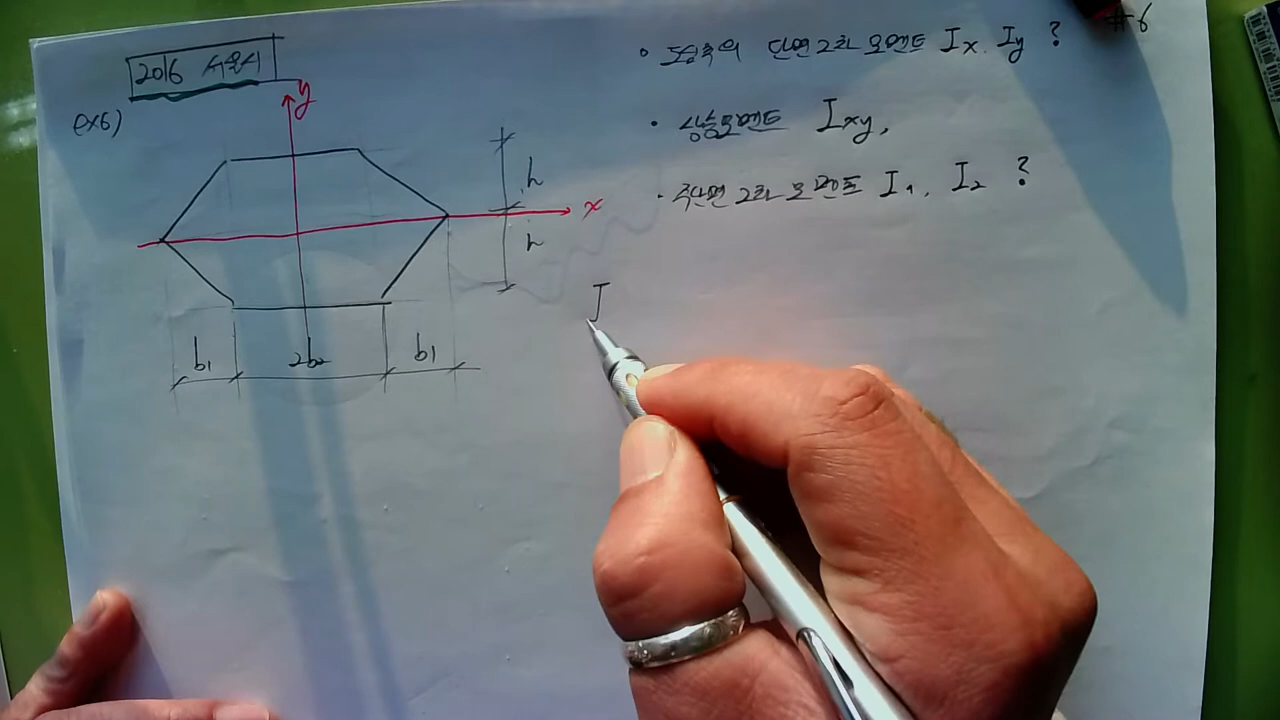 #6
2016 서울시
ex6)
y
• 도심축의 단면2차 모멘트 Ix. Iy ?
• 상승모멘트 Ixy,
• 주단면 2차 모멘트 I1, I2 ?
h
x
h
I
b1 2b2 b1